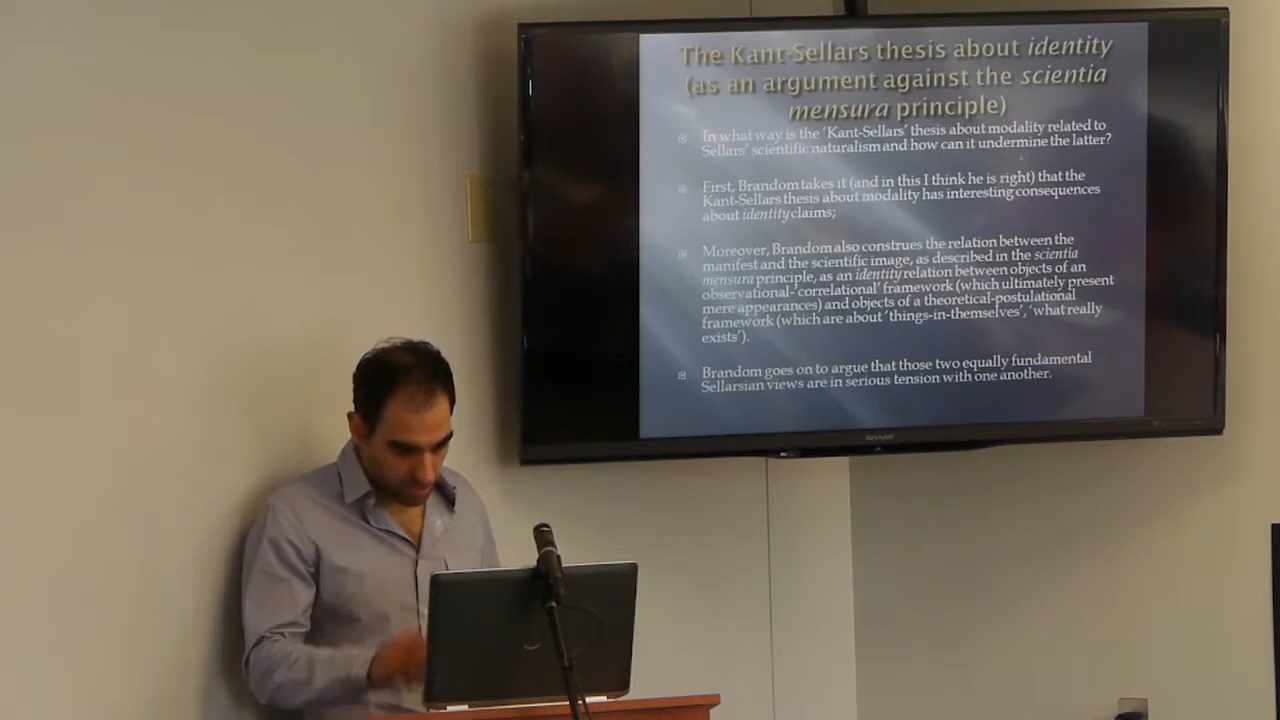 The Kant-Sellars thesis about identity
(as an argument against the scientia
mensura principle)
In what way is the 'Kant-Sellars' thesis about modality related to
Sellars' scientific naturalism and how can it undermine the latter?
First, Brandom takes it (and in this I think he is right) that the
Kant-Sellars thesis about modality has interesting consequences
about identity claims;
Moreover, Brandom also construes the relation between the
manifest and the scientific image, as described in the scientia
mensura principle, as an identity relation between objects of an
observational-'correlational' framework (which ultimately present
mere appearances) and objects of a theoretical-postulational
framework (which are about 'things-in-themselves', 'what really
exists').
Brandom goes on to argue that those two equally fundamental
Sellarsian views are in serious tension with one another.
SHARP